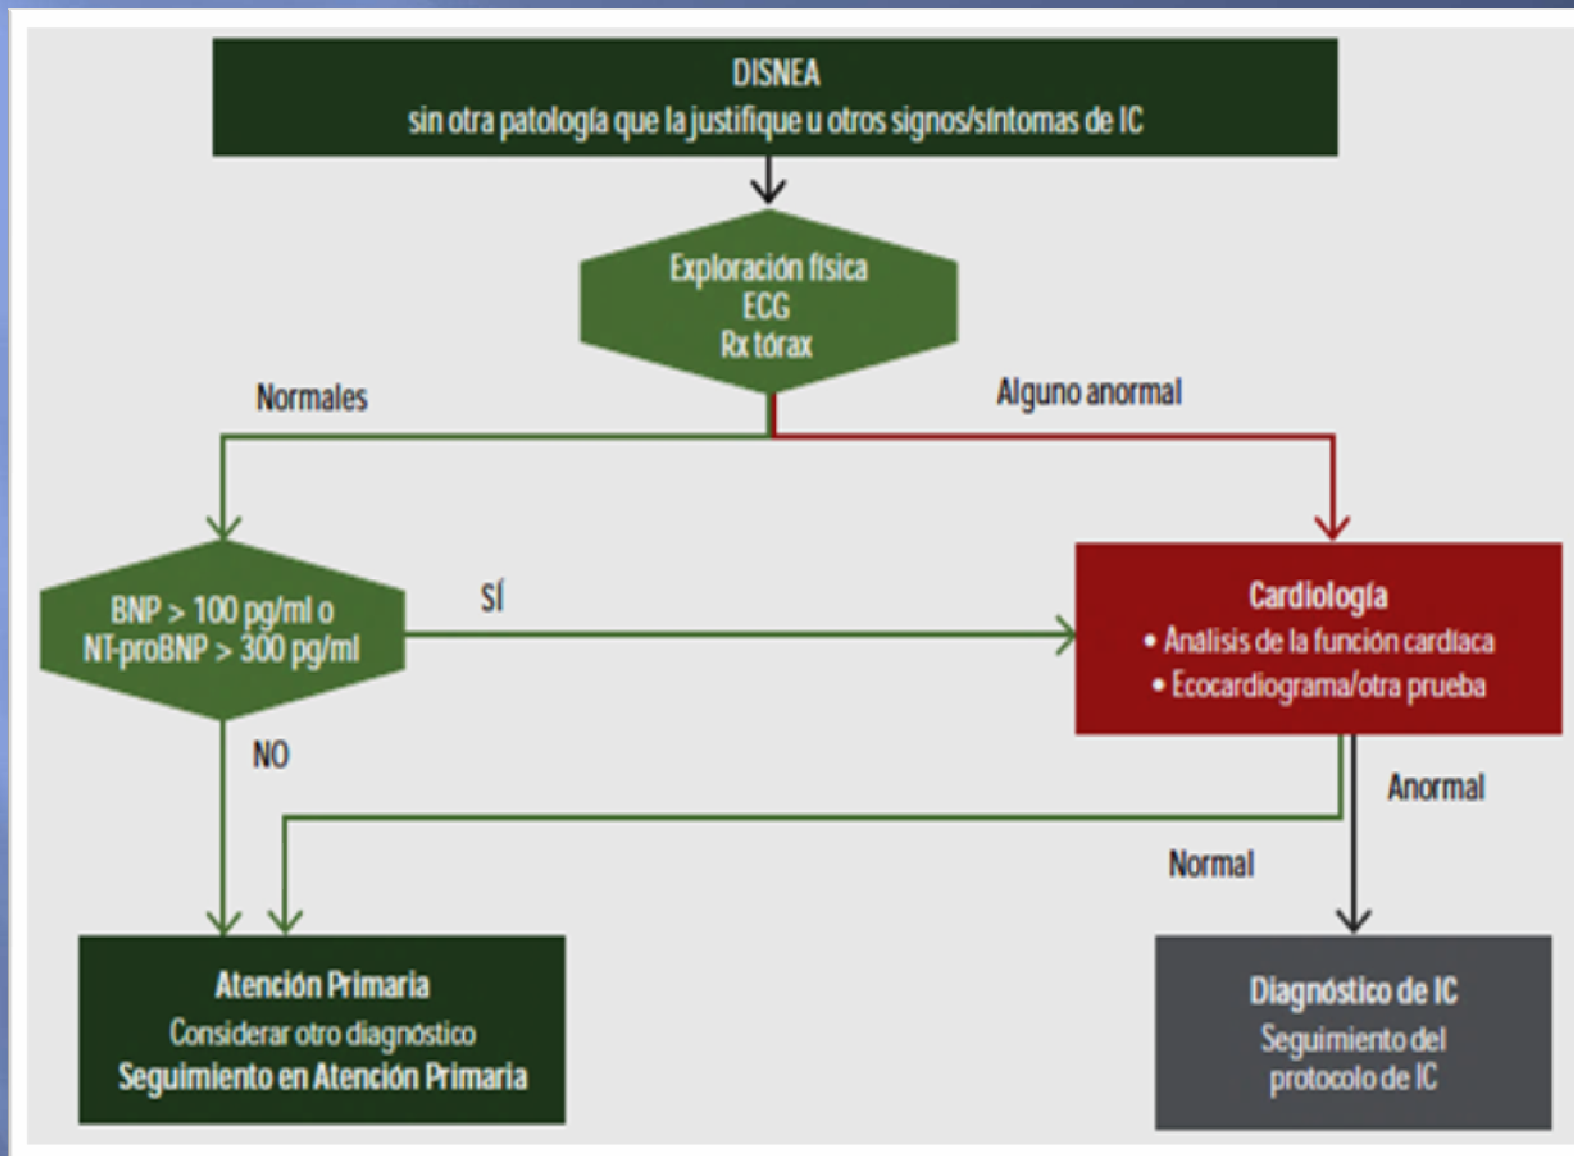 DISNEA
sin otra patología que la justifique u otros signos/síntomas de IC
Exploración física
ECG
Rx tórax
Normales
Alguno anormal
BNP > 100 pg/ml o
NT-proBNP > 300 pg/ml
SÍ
Cardiología
• Análisis de la función cardíaca
• Ecocardiograma/otra prueba
NO
Anormal
Normal
Atención Primaria
Considerar otro diagnóstico
Seguimiento en Atención Primaria
Diagnóstico de IC
Seguimiento del
protocolo de IC